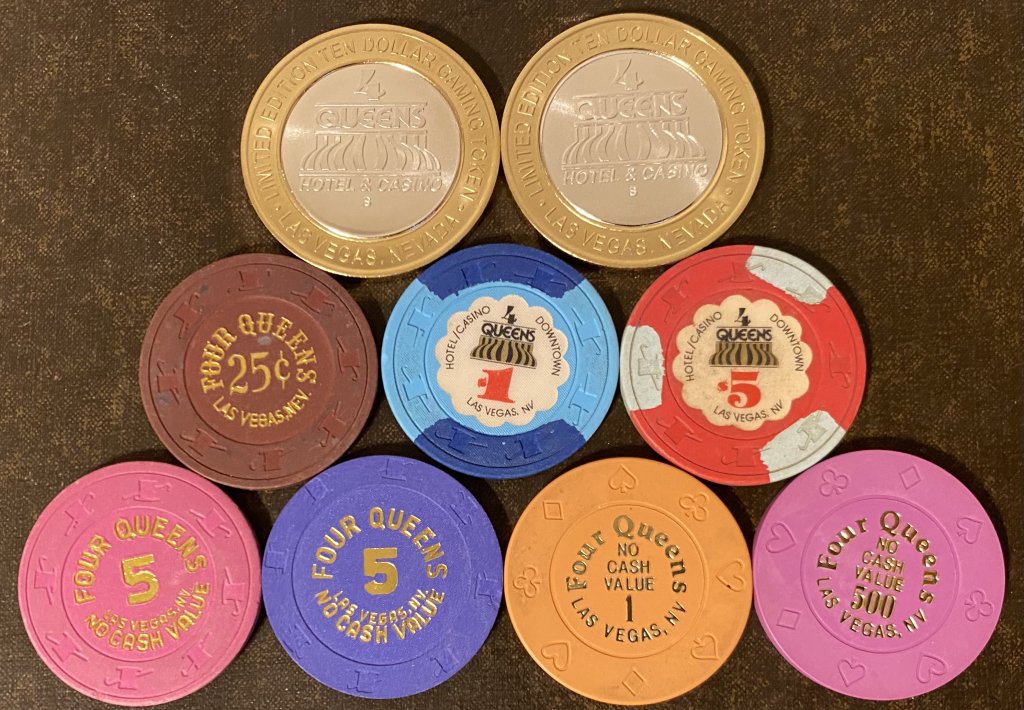 LIMITED EDITION TEN DOLLAR GAMING TOKEN
4
QUEENS
HOTEL & CASINO
S
LAS VEGAS, NEVADA
LIMITED EDITION TEN DOLLAR GAMING TOKEN
4
QUEENS
HOTEL & CASINO
S
LAS VEGAS, NEVADA
FOUR QUEENS
25¢
LAS VEGAS, NEV.
HOTEL/CASINO
4
QUEENS
DOWNTOWN
$1
LAS VEGAS, NV
HOTEL/CASINO
4
QUEENS
DOWNTOWN
$5
LAS VEGAS, NV
FOUR QUEENS
5
LAS VEGAS, NV
NO CASH VALUE
FOUR QUEENS
5
LAS VEGAS, NV
NO CASH VALUE
Four Queens
NO
CASH
VALUE
1
LAS VEGAS, NV
Four Queens
NO
CASH
VALUE
500
LAS VEGAS, NV